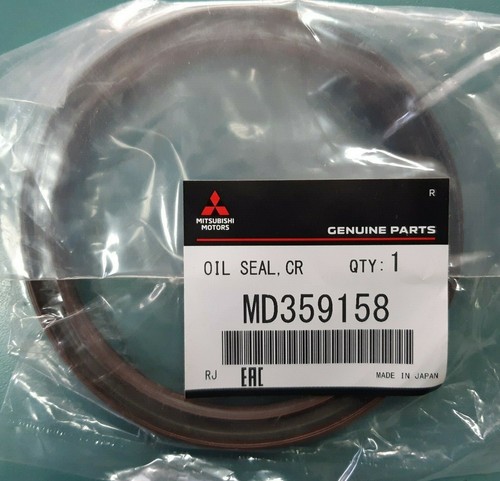 R
MITSUBISHI
MOTORS
GENUINE PARTS
OIL SEAL,CR QTY:1
MD359158
RJ EAC MADE IN JAPAN